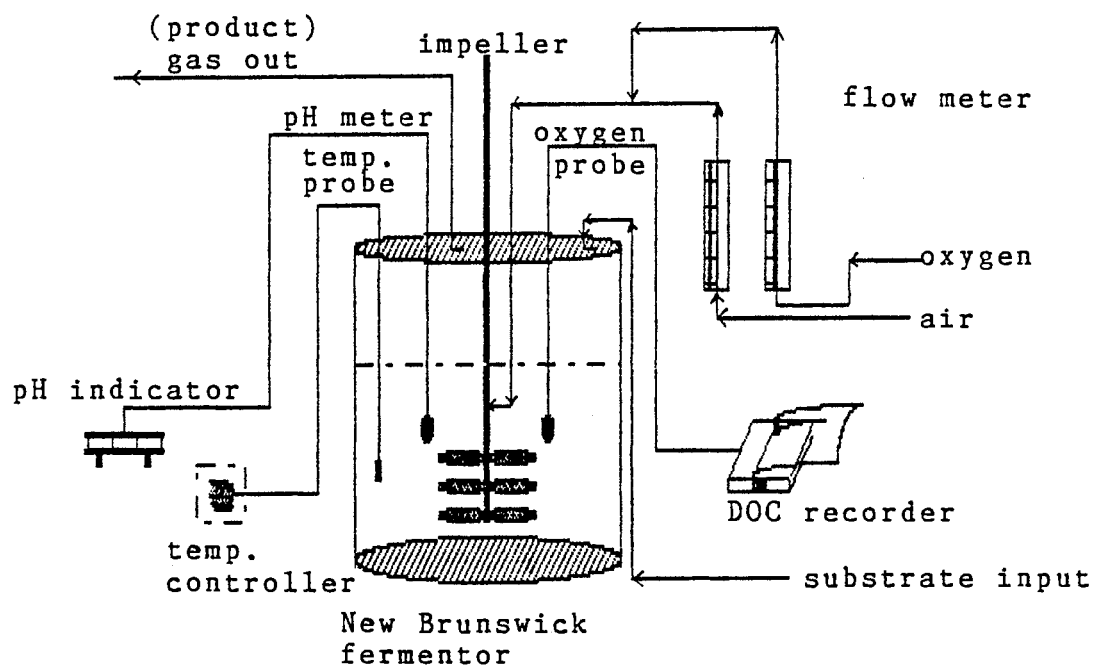 (product)
gas out
impeller
flow meter
pH meter
oxygen
probe
temp.
probe
oxygen
air
pH indicator
DOC recorder
temp.
controller
substrate input
New Brunswick
fermentor